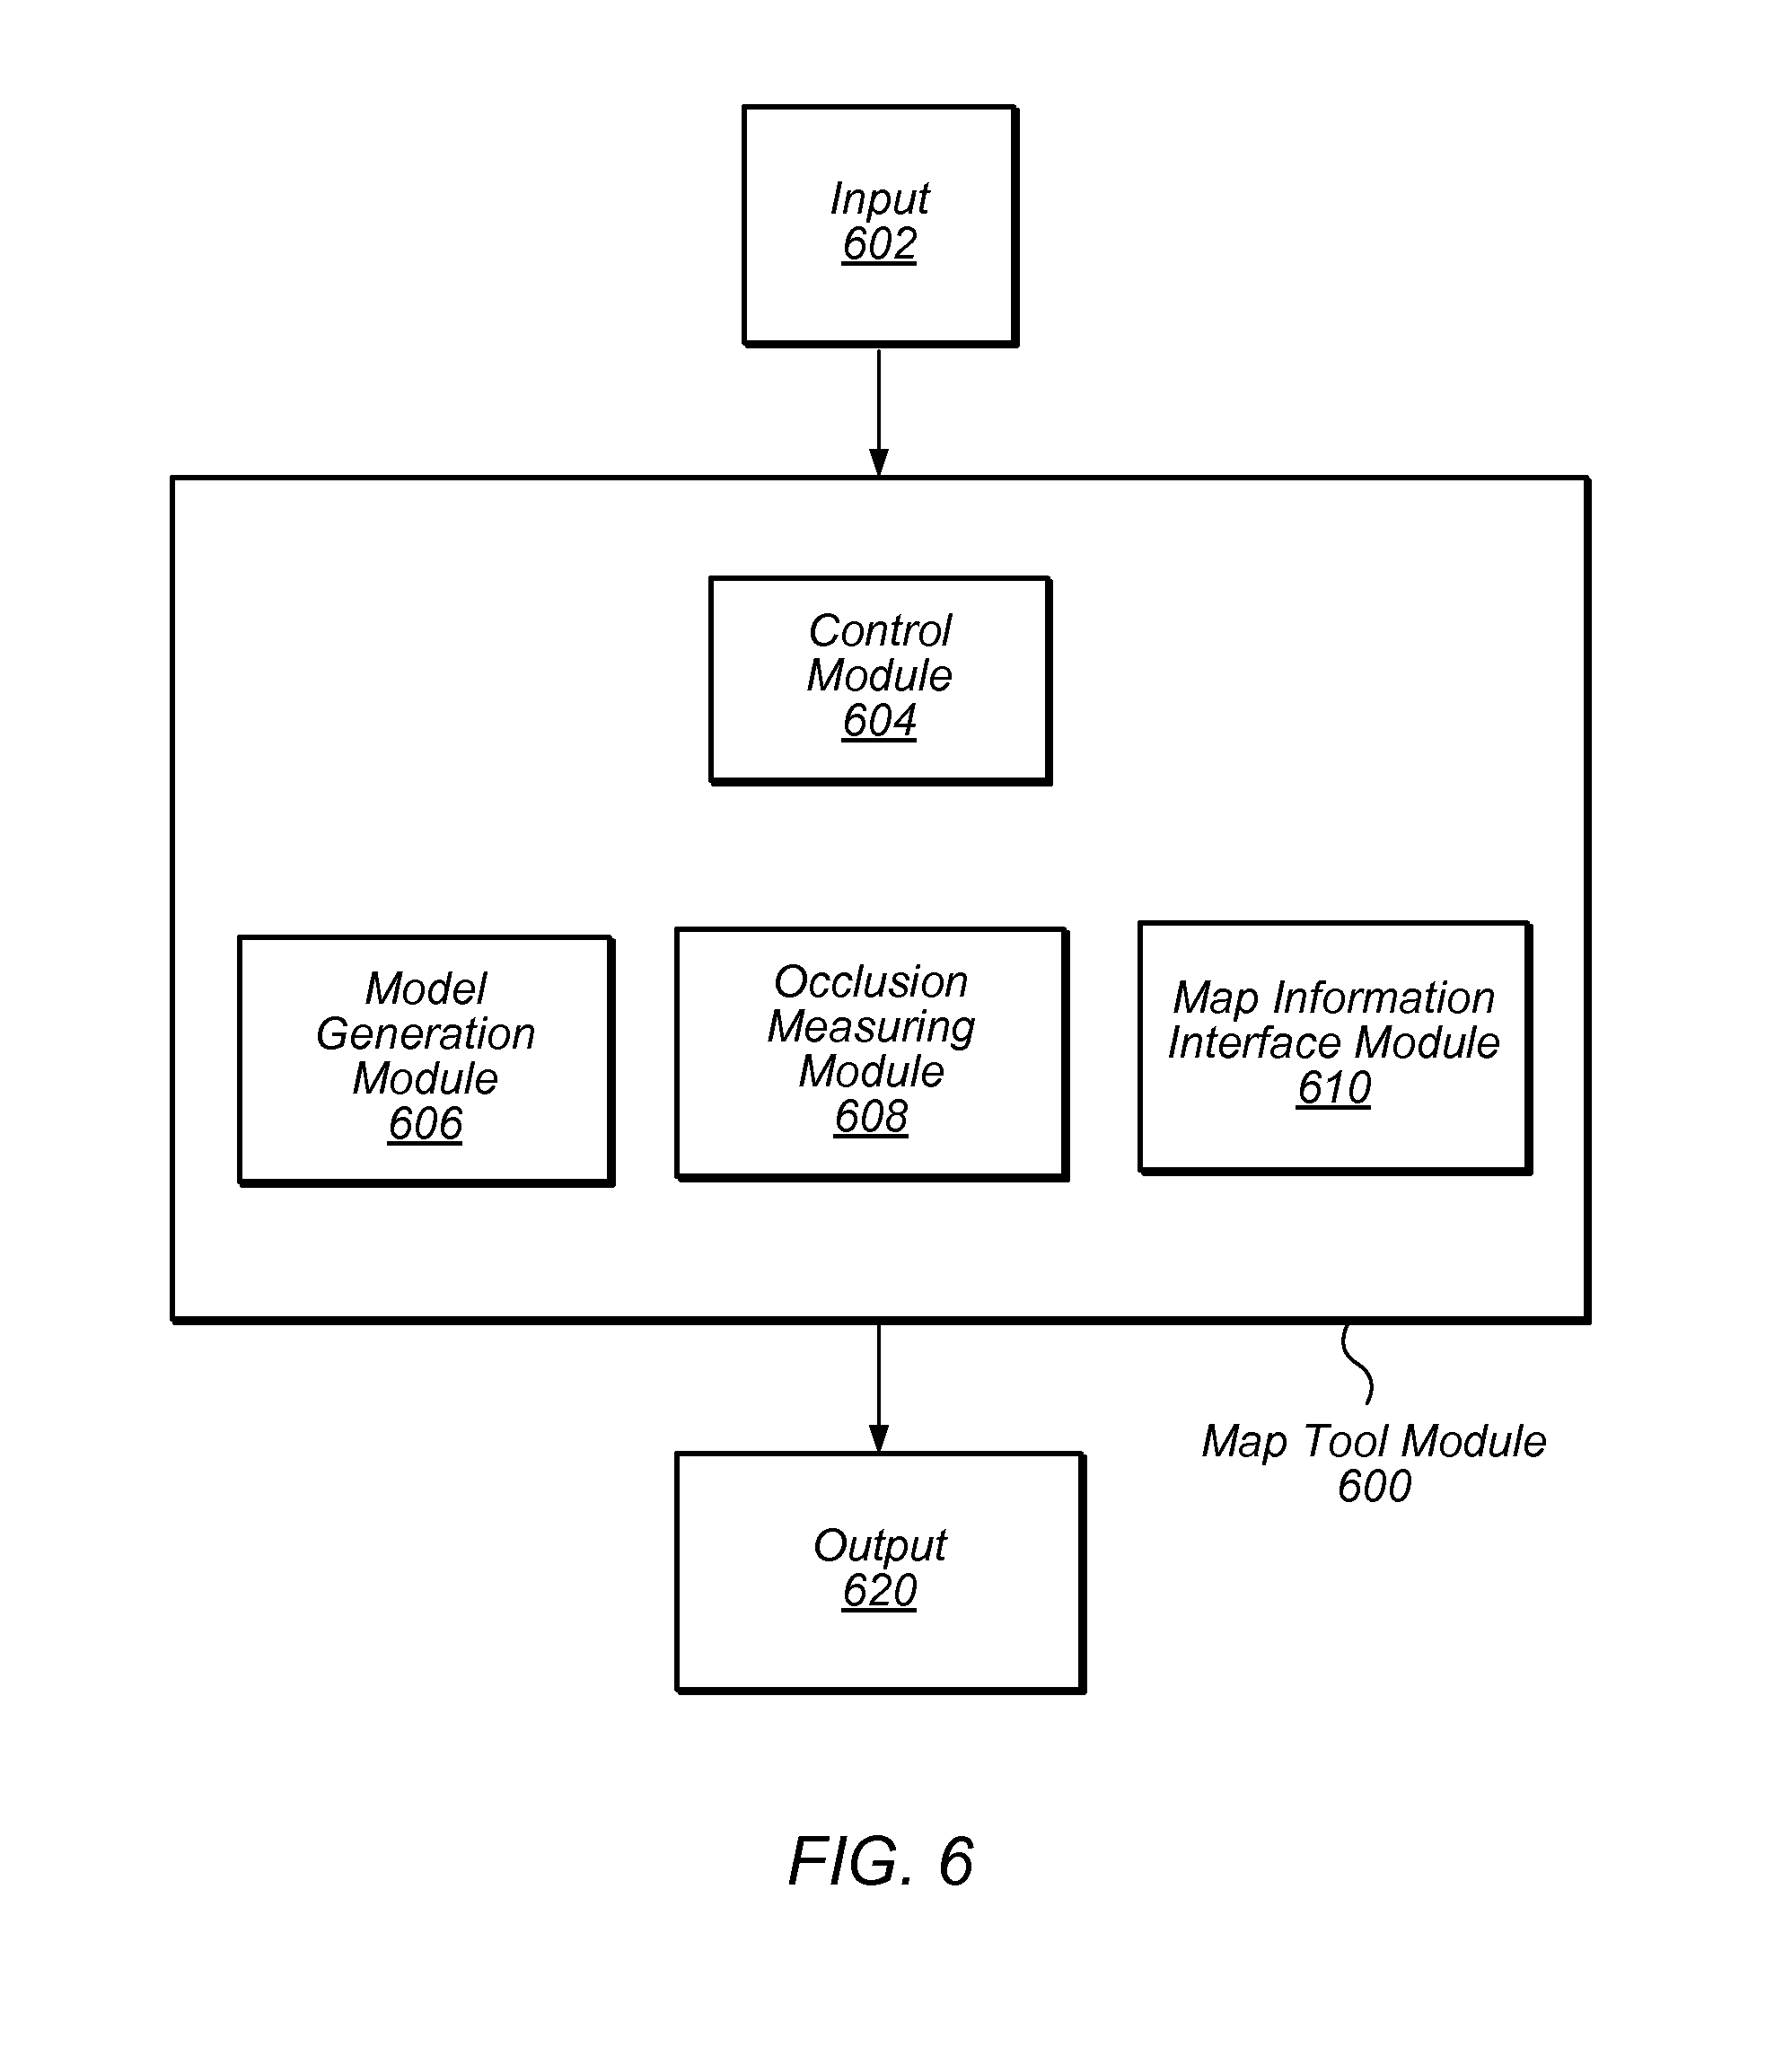 Input
602
Control
Module
604
Model
Generation
Module
606
Occlusion
Measuring
Module
608
Map Information
Interface Module
610
Map Tool Module
600
Output
620
FIG. 6